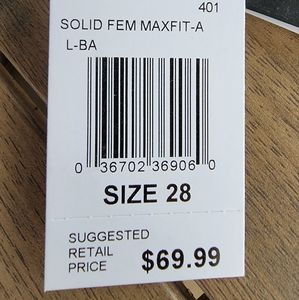 401
SOLID FEM MAXFIT-A
L-BA
0 36702 36906 0
SIZE 28
SUGGESTED
RETAIL
PRICE $69.99